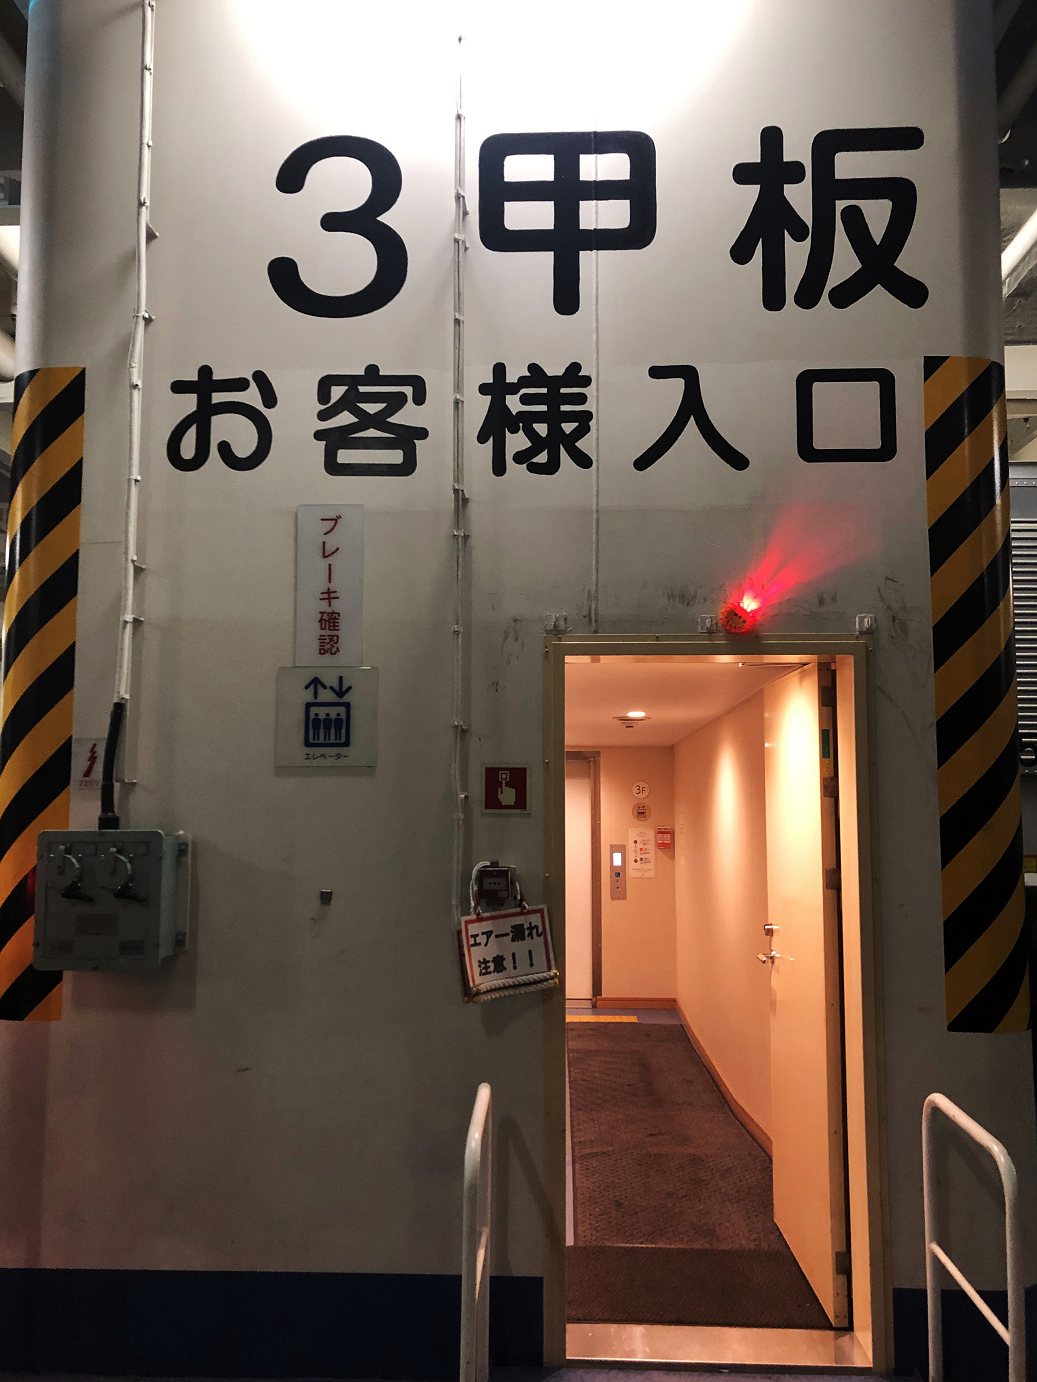 3甲板
お客様入口
ブレーキ確認
エレベーター
220V
3F
エアー漏れ
注意!!